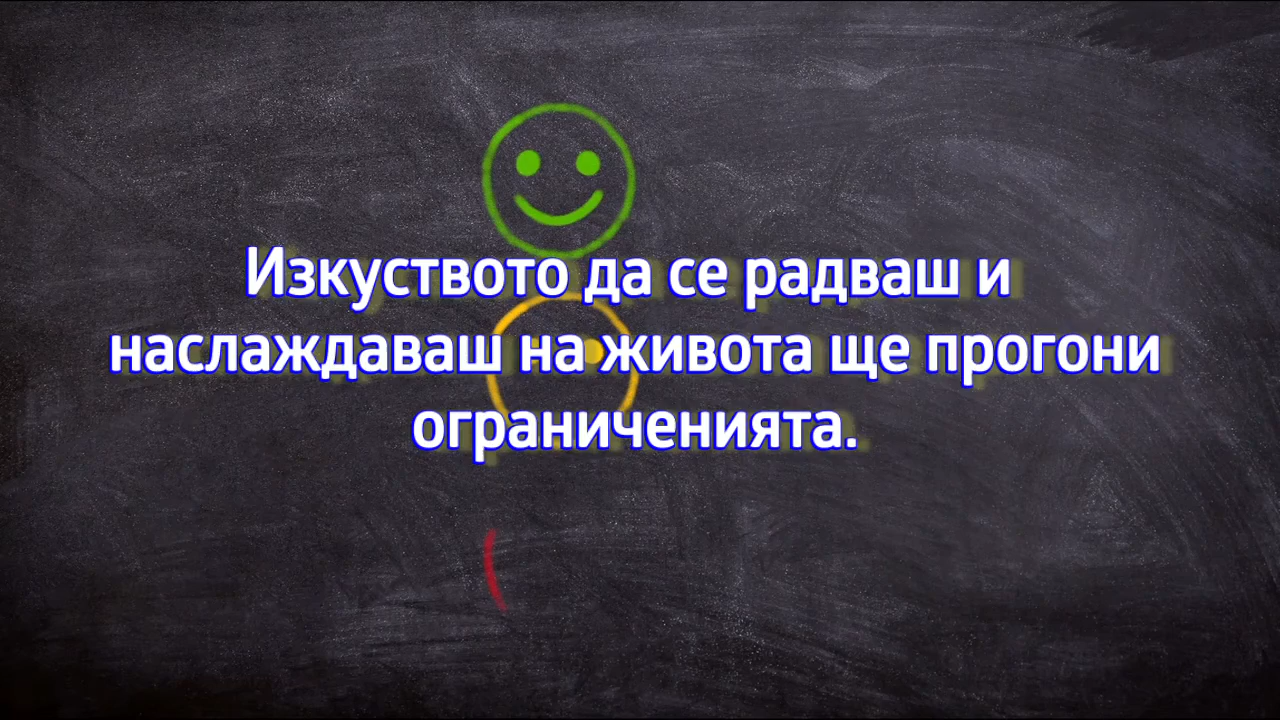 Изкуството да се радваш и
наслаждаваш на живота ще прогони
ограниченията.